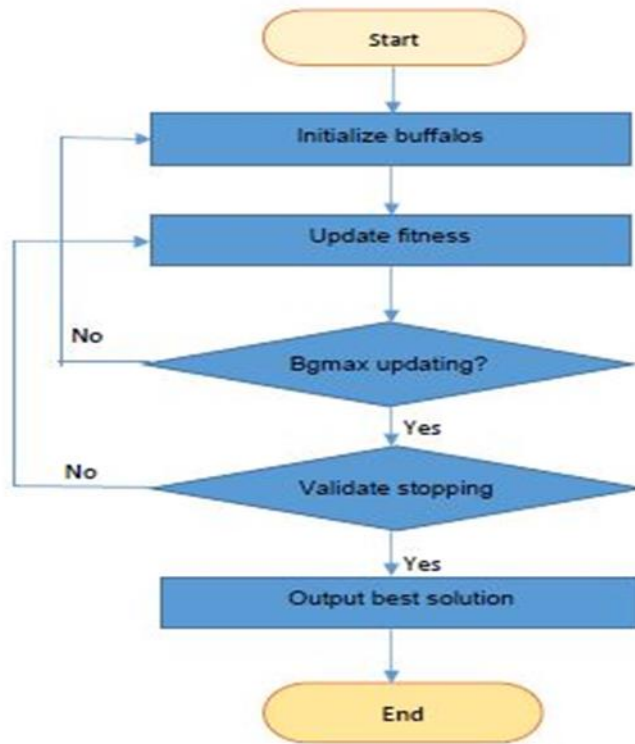 Start
Initialize buffalos
Update fitness
No
Bgmax updating?
Yes
No
Validate stopping
Yes
Output best solution
End